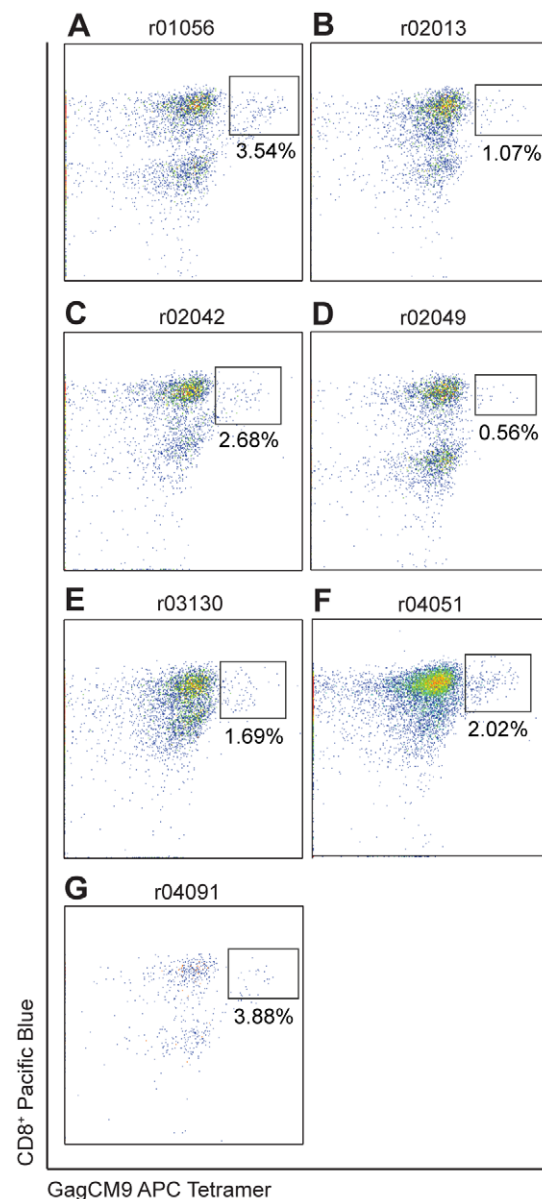 A r01056
3.54%
B r02013
1.07%
C r02042
2.68%
D r02049
0.56%
E r03130
1.69%
F r04051
2.02%
G r04091
3.88%
CD8⁺ Pacific Blue
GagCM9 APC Tetramer